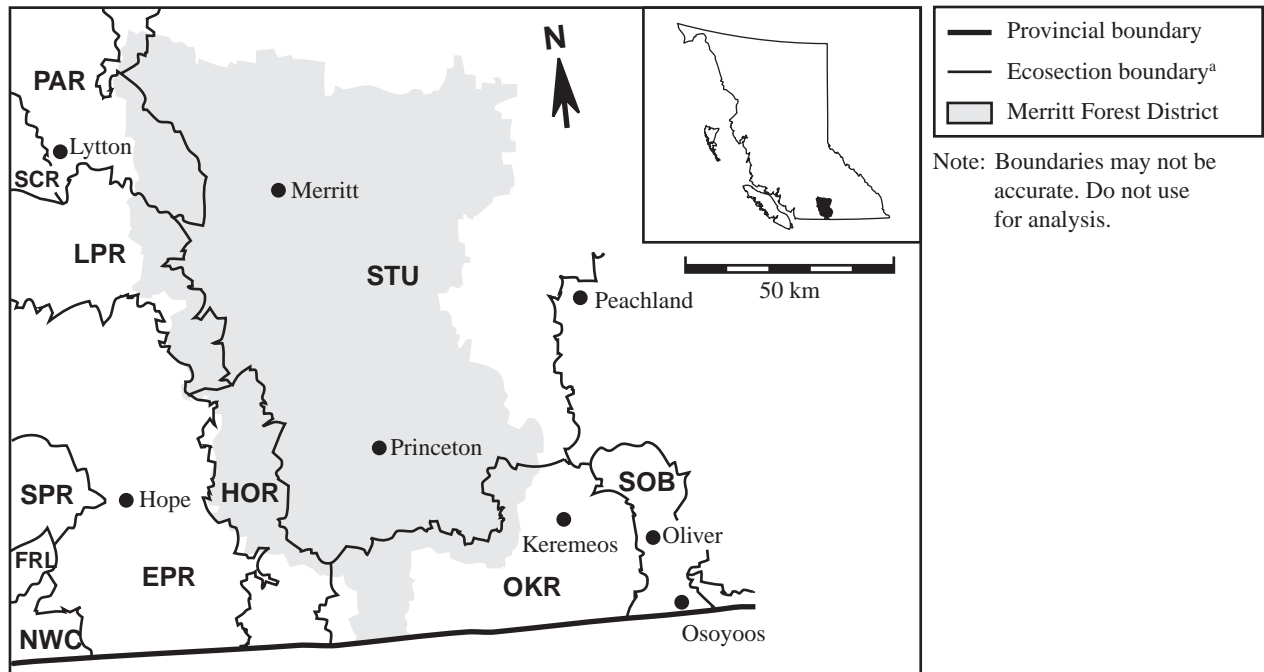 N
PAR
Lytton
SCR
Merritt
LPR
STU
50 km
Peachland
Princeton
SPR
Hope
HOR
SOB
Keremeos
Oliver
FRL
EPR
OKR
NWC
Osoyoos
Provincial boundary
Ecosection boundaryᵃ
Merritt Forest District
Note: Boundaries may not be
accurate. Do not use
for analysis.